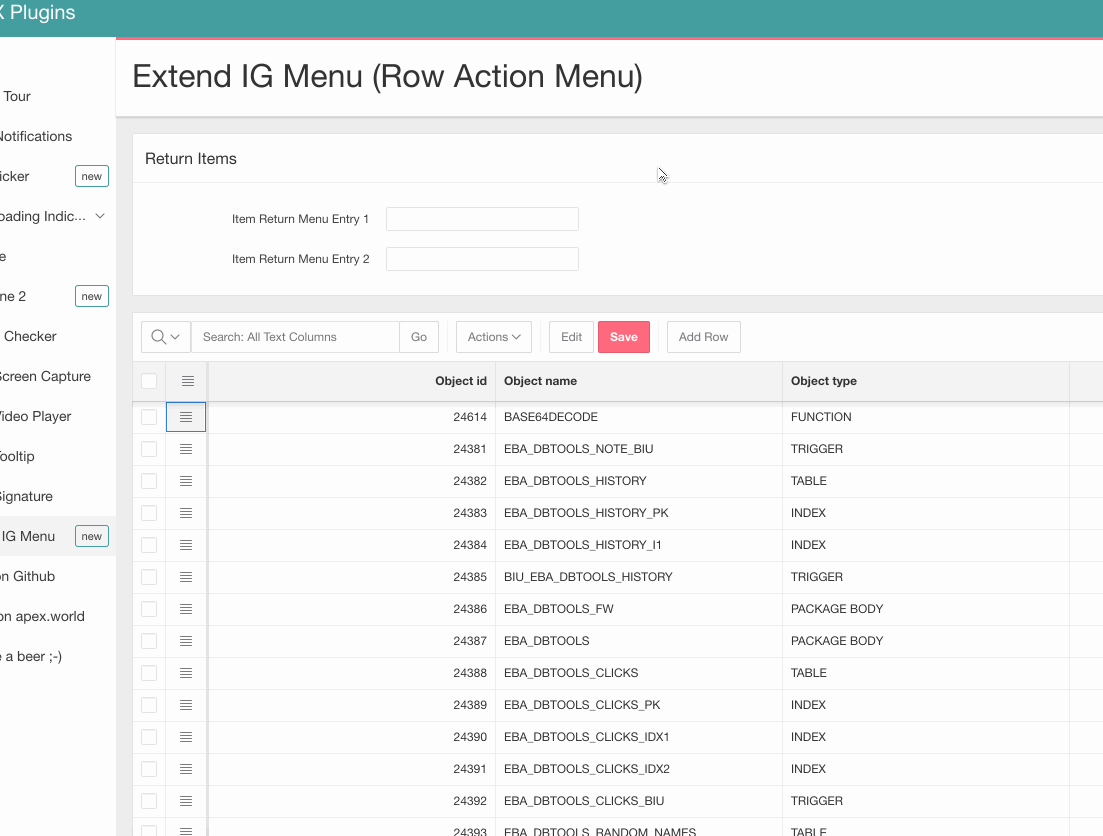 X Plugins
Tour
Notifications
icker new
oading Indic...
e
ne 2 new
Checker
Screen Capture
Video Player
Tooltip
Signature
IG Menu new
on Github
on apex.world
e a beer ;-)
Extend IG Menu (Row Action Menu)
Return Items
Item Return Menu Entry 1
Item Return Menu Entry 2
Search: All Text Columns Go Actions Edit Save Add Row
Object id Object name Object type
24614 BASE64DECODE FUNCTION
24381 EBA_DBTOOLS_NOTE_BIU TRIGGER
24382 EBA_DBTOOLS_HISTORY TABLE
24383 EBA_DBTOOLS_HISTORY_PK INDEX
24384 EBA_DBTOOLS_HISTORY_I1 INDEX
24385 BIU_EBA_DBTOOLS_HISTORY TRIGGER
24386 EBA_DBTOOLS_FW PACKAGE BODY
24387 EBA_DBTOOLS PACKAGE BODY
24388 EBA_DBTOOLS_CLICKS TABLE
24389 EBA_DBTOOLS_CLICKS_PK INDEX
24390 EBA_DBTOOLS_CLICKS_IDX1 INDEX
24391 EBA_DBTOOLS_CLICKS_IDX2 INDEX
24392 EBA_DBTOOLS_CLICKS_BIU TRIGGER
24393 EBA_DBTOOLS_RANDOM_NAMES TABLE